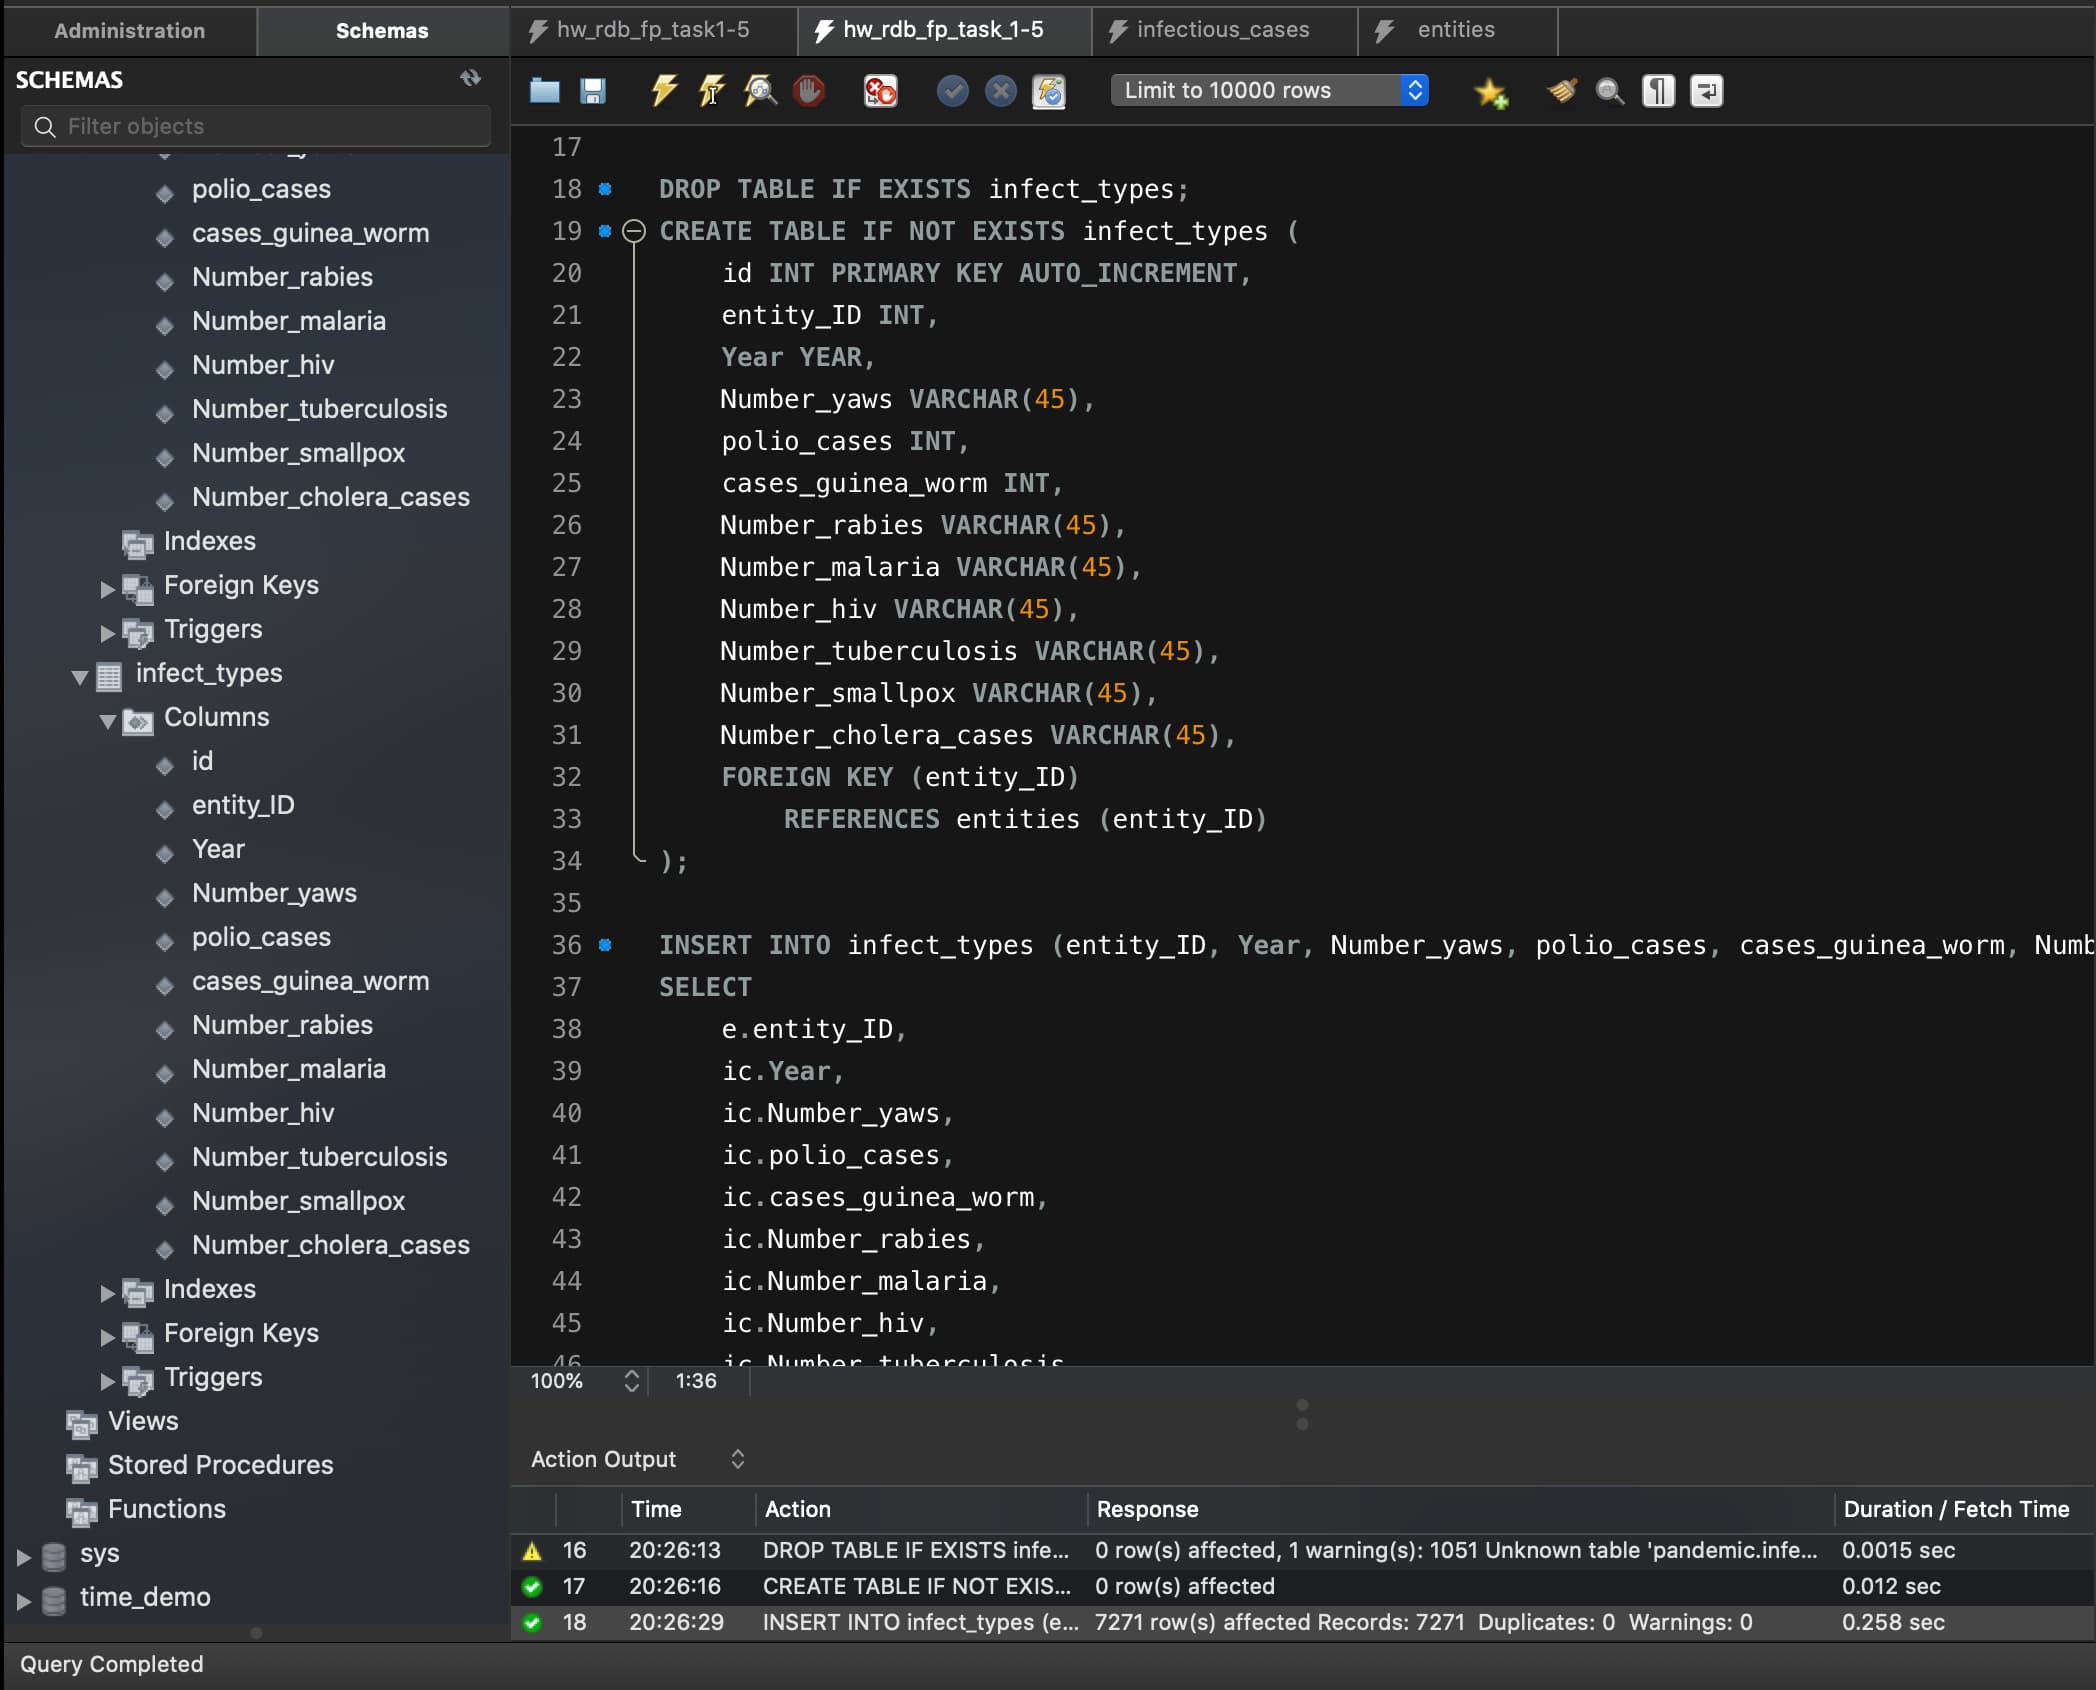 Administration
Schemas
hw_rdb_fp_task1-5
hw_rdb_fp_task_1-5
infectious_cases
entities
SCHEMAS
Filter objects
Limit to 10000 rows
polio_cases
cases_guinea_worm
Number_rabies
Number_malaria
Number_hiv
Number_tuberculosis
Number_smallpox
Number_cholera_cases
Indexes
Foreign Keys
Triggers
infect_types
Columns
id
entity_ID
Year
Number_yaws
polio_cases
cases_guinea_worm
Number_rabies
Number_malaria
Number_hiv
Number_tuberculosis
Number_smallpox
Number_cholera_cases
Indexes
Foreign Keys
Triggers
Views
Stored Procedures
Functions
sys
time_demo
17
18 DROP TABLE IF EXISTS infect_types;
19 CREATE TABLE IF NOT EXISTS infect_types (
20 id INT PRIMARY KEY AUTO_INCREMENT,
21 entity_ID INT,
22 Year YEAR,
23 Number_yaws VARCHAR(45),
24 polio_cases INT,
25 cases_guinea_worm INT,
26 Number_rabies VARCHAR(45),
27 Number_malaria VARCHAR(45),
28 Number_hiv VARCHAR(45),
29 Number_tuberculosis VARCHAR(45),
30 Number_smallpox VARCHAR(45),
31 Number_cholera_cases VARCHAR(45),
32 FOREIGN KEY (entity_ID)
33 REFERENCES entities (entity_ID)
34 );
35
36 INSERT INTO infect_types (entity_ID, Year, Number_yaws, polio_cases, cases_guinea_worm, Numb
37 SELECT
38 e.entity_ID,
39 ic.Year,
40 ic.Number_yaws,
41 ic.polio_cases,
42 ic.cases_guinea_worm,
43 ic.Number_rabies,
44 ic.Number_malaria,
45 ic.Number_hiv,
46 ic.Number_tuberculosis
100% 1:36
Action Output
Time Action Response Duration / Fetch Time
16 20:26:13 DROP TABLE IF EXISTS infe... 0 row(s) affected, 1 warning(s): 1051 Unknown table 'pandemic.infe... 0.0015 sec
17 20:26:16 CREATE TABLE IF NOT EXIS... 0 row(s) affected 0.012 sec
18 20:26:29 INSERT INTO infect_types (e... 7271 row(s) affected Records: 7271 Duplicates: 0 Warnings: 0 0.258 sec
Query Completed